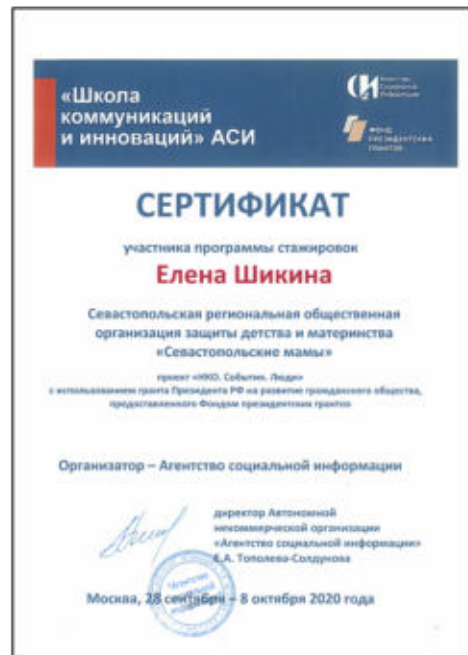 «Школа
коммуникаций
и инноваций» АСИ
Агентство
Социальной
Информации
ФОНД
ПРЕЗИДЕНТСКИХ
ГРАНТОВ
СЕРТИФИКАТ
участника программы стажировок
Елена Шикина
Севастопольская региональная общественная
организация защиты детства и материнства
«Севастопольские мамы»
проект «НКО. События. Люди»
с использованием гранта Президента РФ на развитие гражданского общества,
предоставленного Фондом президентских грантов
Организатор – Агентство социальной информации
директор Автономной
некоммерческой организации
«Агентство социальной информации»
Е.А. Тополева-Солдунова
Москва, 28 сентября – 8 октября 2020 года